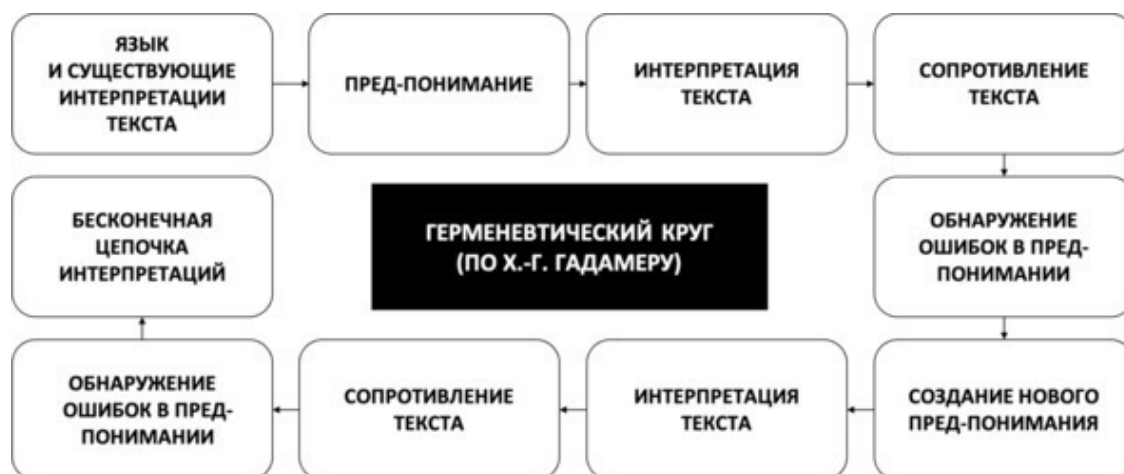 ЯЗЫК
И СУЩЕСТВУЮЩИЕ
ИНТЕРПРЕТАЦИИ
ТЕКСТА
ПРЕД-ПОНИМАНИЕ
ИНТЕРПРЕТАЦИЯ
ТЕКСТА
СОПРОТИВЛЕНИЕ
ТЕКСТА
БЕСКОНЕЧНАЯ
ЦЕПОЧКА
ИНТЕРПРЕТАЦИЙ
ГЕРМЕНЕВТИЧЕСКИЙ КРУГ
(ПО Х.-Г. ГАДАМЕРУ)
ОБНАРУЖЕНИЕ
ОШИБОК В ПРЕД-
ПОНИМАНИИ
ОБНАРУЖЕНИЕ
ОШИБОК В ПРЕД-
ПОНИМАНИИ
СОПРОТИВЛЕНИЕ
ТЕКСТА
ИНТЕРПРЕТАЦИЯ
ТЕКСТА
СОЗДАНИЕ НОВОГО
ПРЕД-ПОНИМАНИЯ